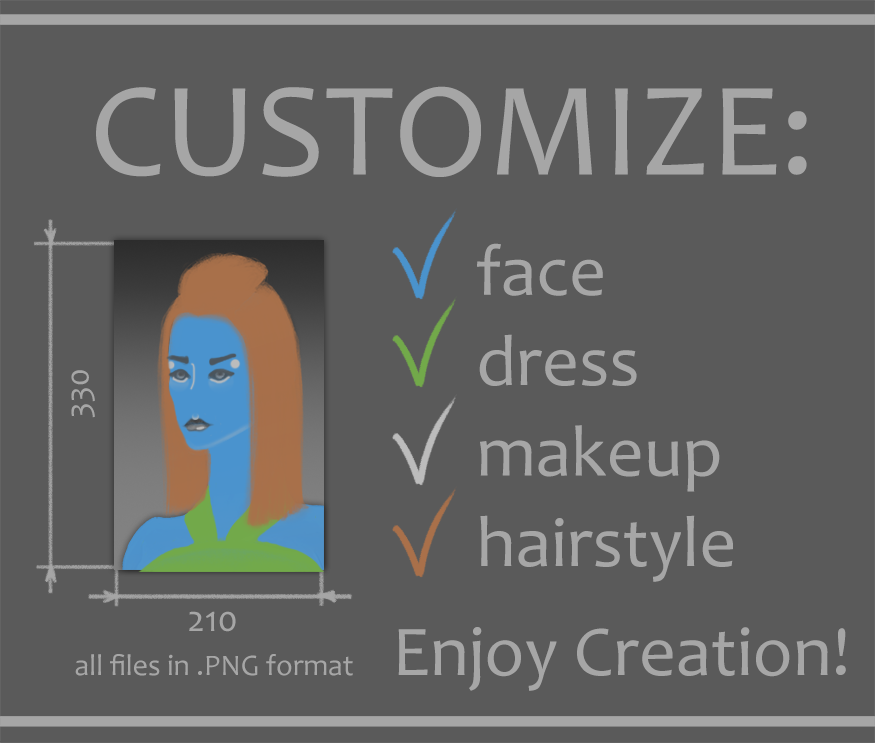 CUSTOMIZE:
face
dress
makeup
hairstyle
330
210
all files in .PNG format
Enjoy Creation!